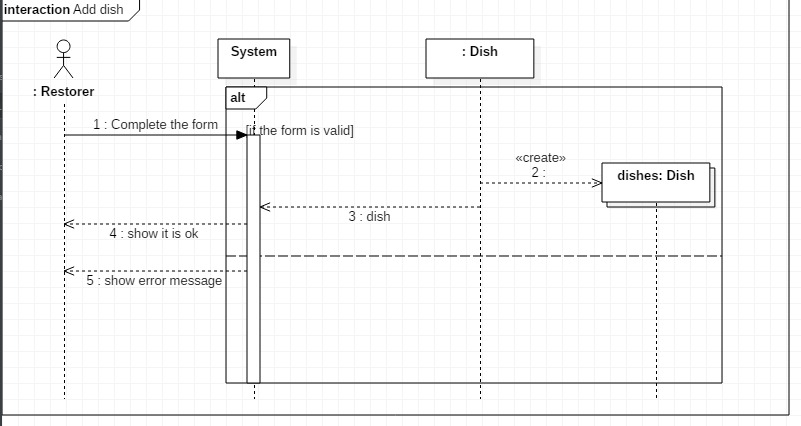 interaction Add dish
System
: Dish
: Restorer
alt
1 : Complete the form
[if the form is valid]
«create»
2 :
dishes: Dish
3 : dish
4 : show it is ok
5 : show error message